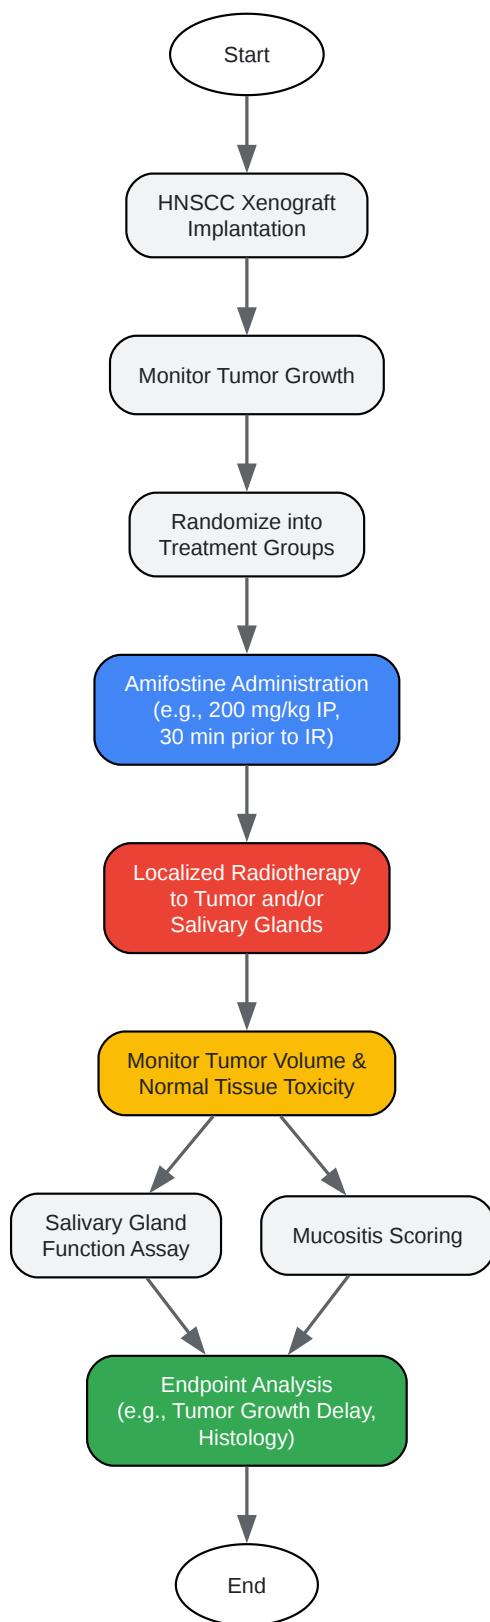 Start
HNSCC Xenograft
Implantation
Monitor Tumor Growth
Randomize into
Treatment Groups
Amifostine Administration
(e.g., 200 mg/kg IP,
30 min prior to IR)
Localized Radiotherapy
to Tumor and/or
Salivary Glands
Monitor Tumor Volume &
Normal Tissue Toxicity
Salivary Gland
Function Assay
Mucositis Scoring
Endpoint Analysis
(e.g., Tumor Growth Delay,
Histology)
End